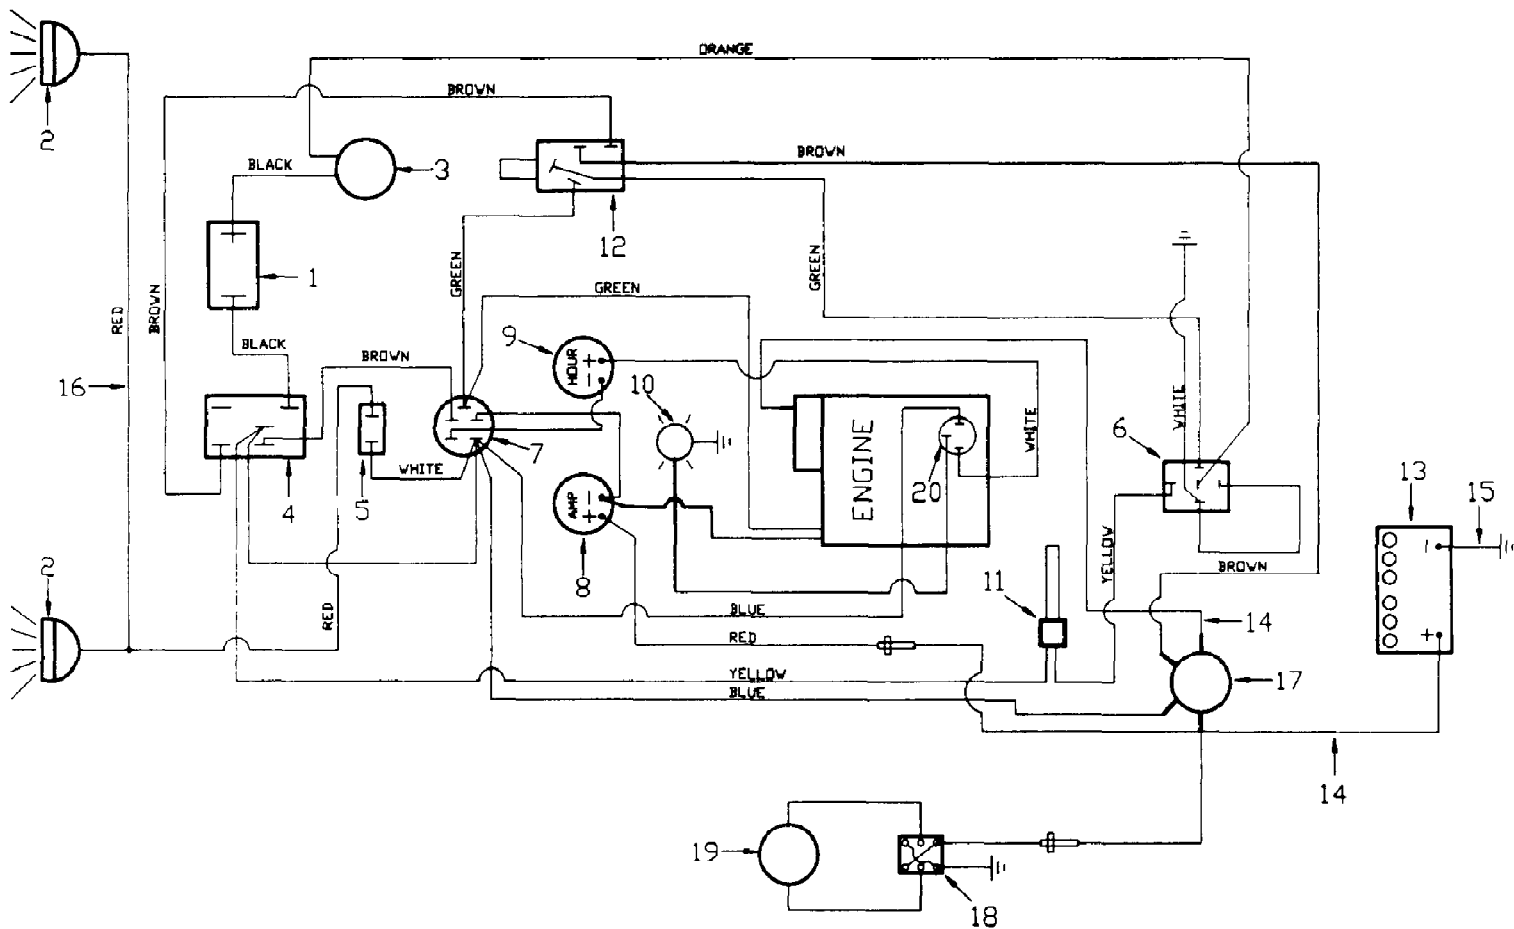 ORANGE
BROWN
2
BLACK
3
BROWN
12
1
GREEN
GREEN
GREEN
BROWN
RED
BLACK
BROWN
9
HOUR
+
-
10
16
WHITE
WHITE
6
ENGINE
20
7
WHITE
4
5
AMP
-
+
8
13
15
-
+
YELLOW
BROWN
2
11
RED
BLUE
14
RED
YELLOW
BLUE
17
14
19
18